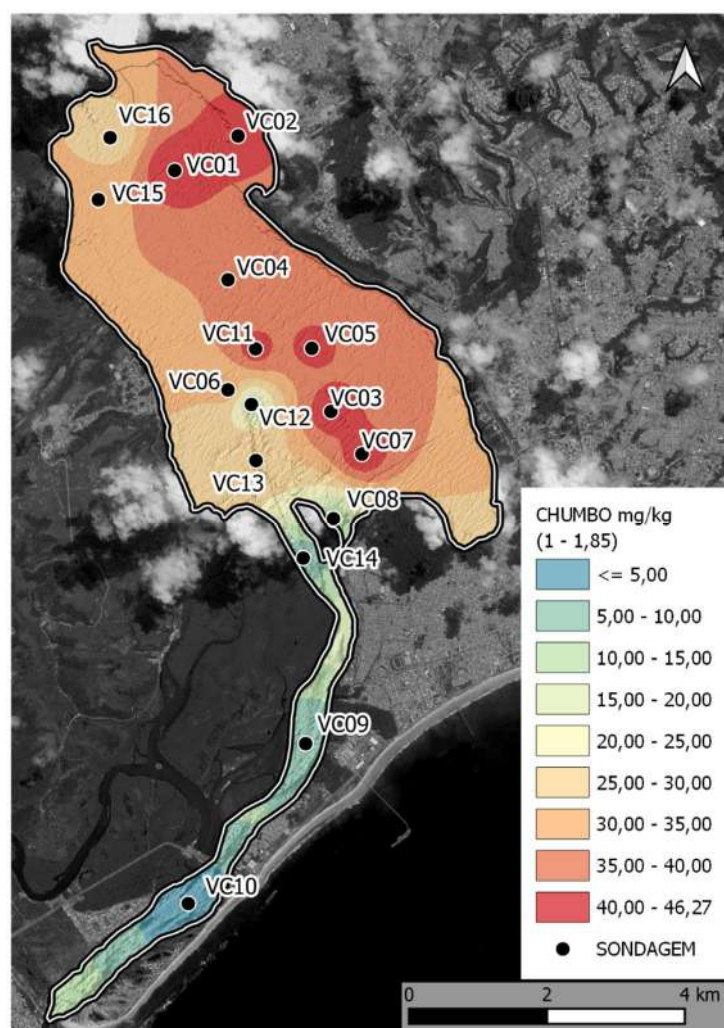 VC02
VC16
VC01
VC15
VC04
VC11
VC05
VC06
VC03
VC12
VC07
VC13
VC08
VC14
VC09
VC10
CHUMBO mg/kg
(1 - 1,85)
<= 5,00
5,00 - 10,00
10,00 - 15,00
15,00 - 20,00
20,00 - 25,00
25,00 - 30,00
30,00 - 35,00
35,00 - 40,00
40,00 - 46,27
SONDAGEM
0 2 4 km